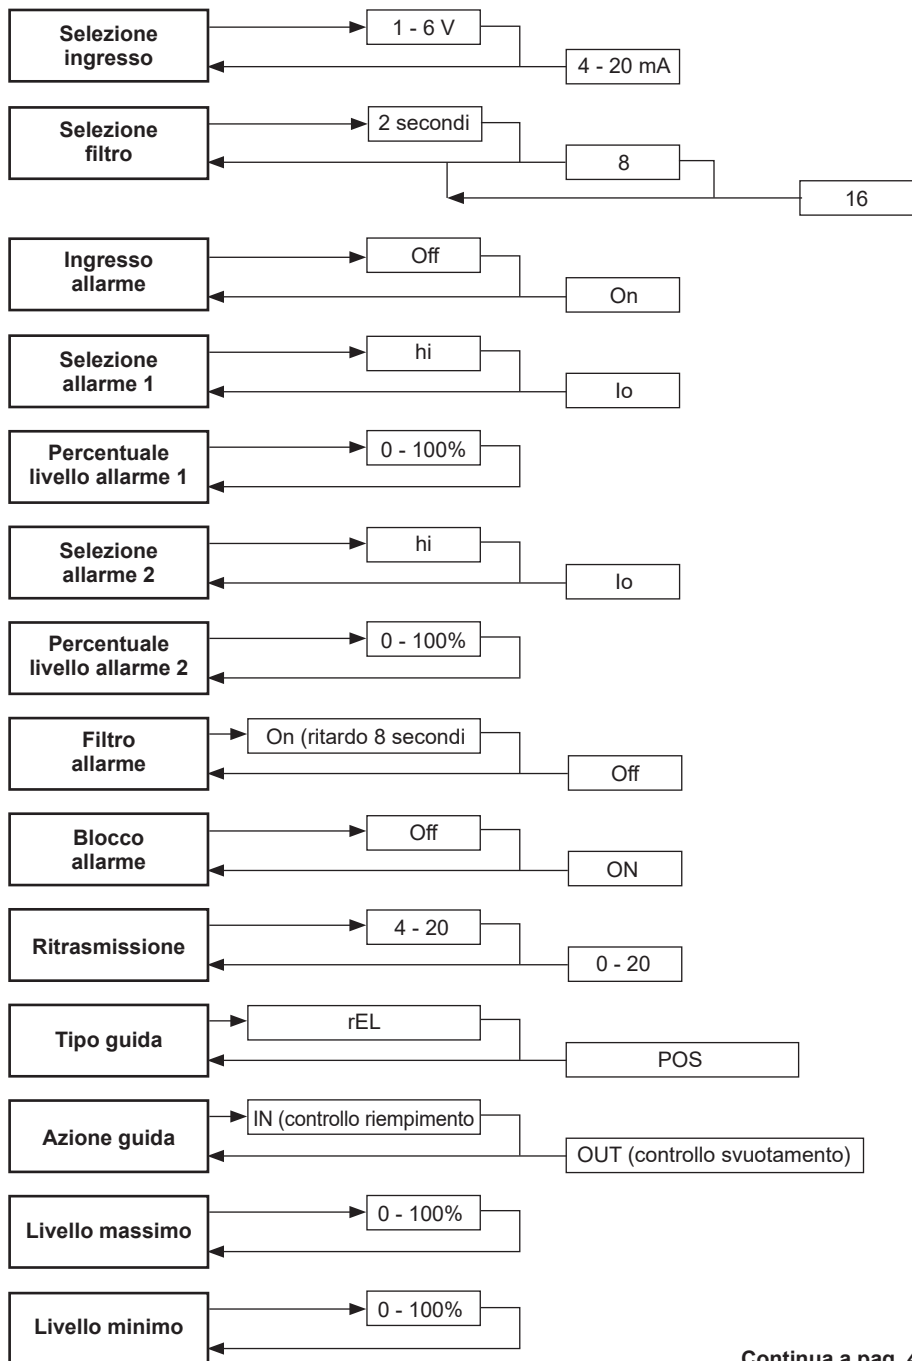 Selezione
ingresso
1 - 6 V
4 - 20 mA
Selezione
filtro
2 secondi
8
16
Ingresso
allarme
Off
On
Selezione
allarme 1
hi
lo
Percentuale
livello allarme 1
0 - 100%
Selezione
allarme 2
hi
lo
Percentuale
livello allarme 2
0 - 100%
Filtro
allarme
On (ritardo 8 secondi
Off
Blocco
allarme
Off
ON
Ritrasmissione
4 - 20
0 - 20
Tipo guida
rEL
POS
Azione guida
IN (controllo riempimento
OUT (controllo svuotamento)
Livello massimo
0 - 100%
Livello minimo
0 - 100%
Continua a pag.